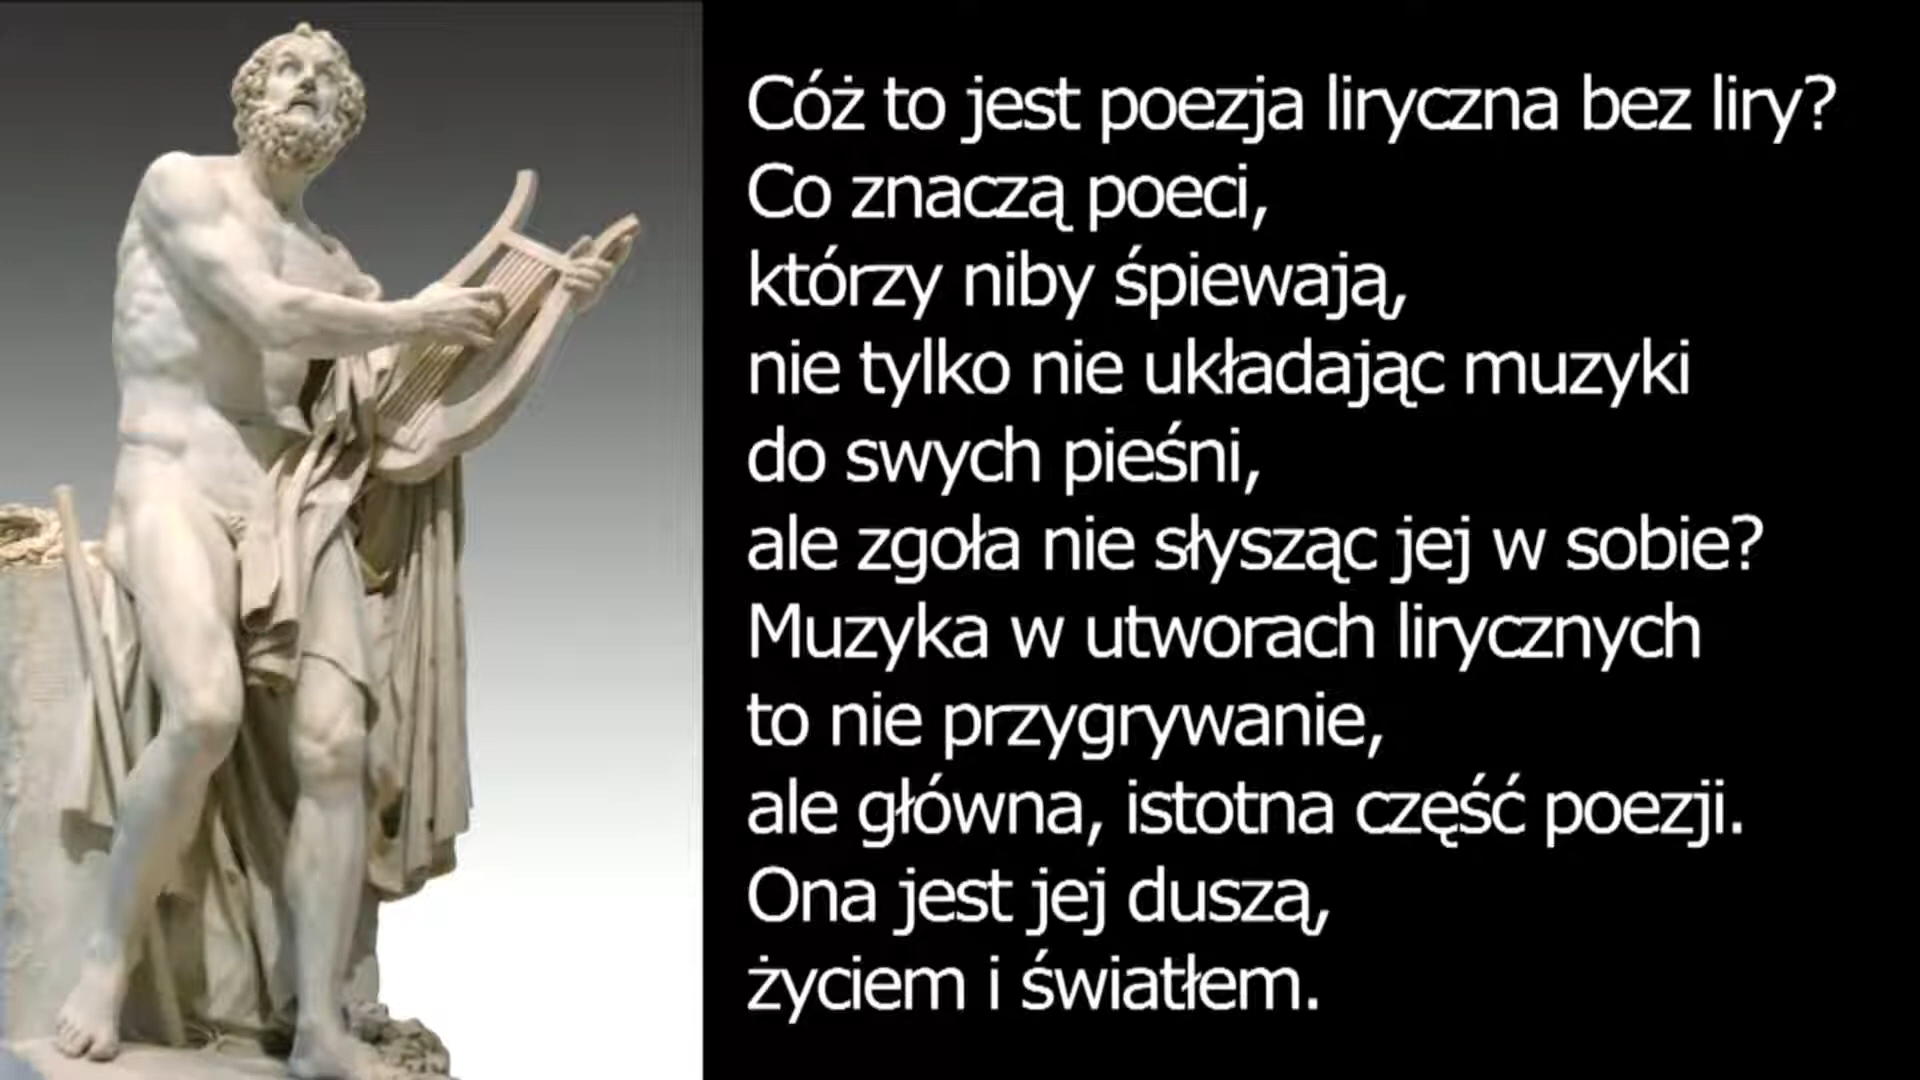 Cóż to jest poezja liryczna bez liry?
Co znaczą poeci,
którzy niby śpiewają,
nie tylko nie układając muzyki
do swych pieśni,
ale zgoła nie słysząc jej w sobie?
Muzyka w utworach lirycznych
to nie przygrywanie,
ale główna, istotna część poezji.
Ona jest jej duszą,
życiem i światłem.